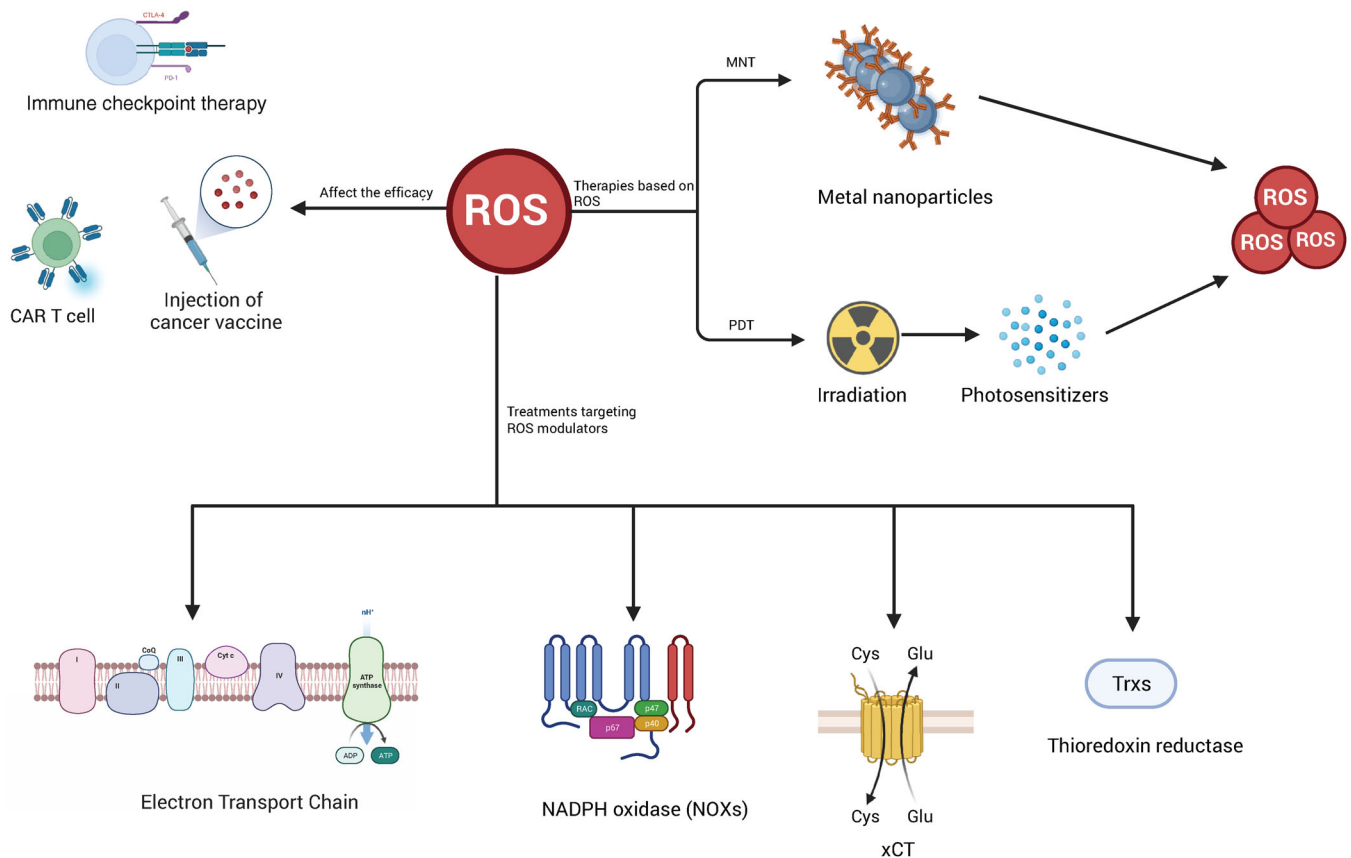 CTLA-4
PD-1
Immune checkpoint therapy
CAR T cell
Injection of
cancer vaccine
Affect the efficacy
ROS
Therapies based on
ROS
MNT
Metal nanoparticles
PDT
Irradiation
Photosensitizers
ROS
ROS
ROS
Treatments targeting
ROS modulators
nH⁺
I
II
CoQ
III
Cyt c
IV
ATP
synthase
ADP
ATP
Electron Transport Chain
RAC
p67
p47
p40
NADPH oxidase (NOXs)
Cys
Glu
Cys
Glu
xCT
Trxs
Thioredoxin reductase